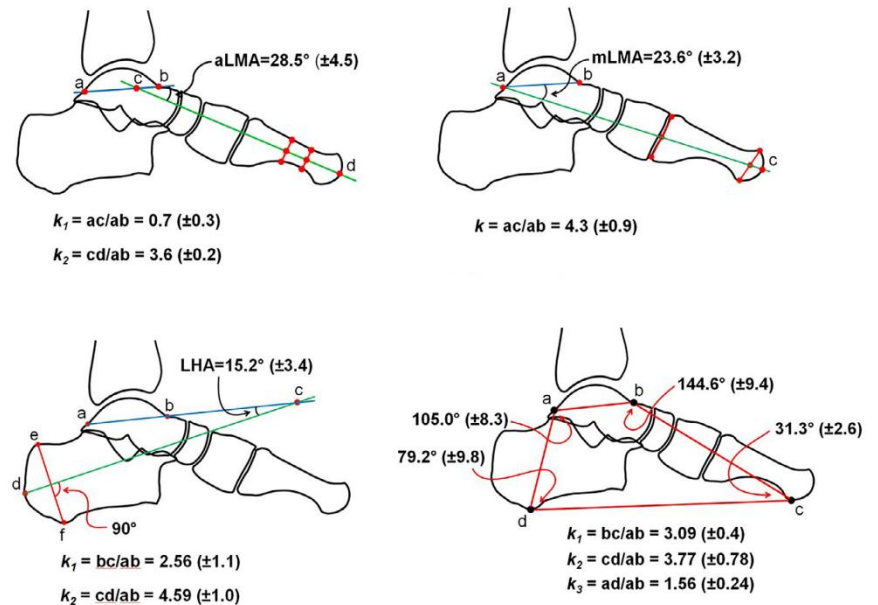 aLMA=28.5° (±4.5)
a
c
b
d
k₁ = ac/ab = 0.7 (±0.3)
k₂ = cd/ab = 3.6 (±0.2)
mLMA=23.6° (±3.2)
a
b
c
k = ac/ab = 4.3 (±0.9)
LHA=15.2° (±3.4)
c
b
a
e
d
f
90°
k₁ = bc/ab = 2.56 (±1.1)
k₂ = cd/ab = 4.59 (±1.0)
144.6° (±9.4)
a
b
105.0° (±8.3)
31.3° (±2.6)
79.2° (±9.8)
c
d
k₁ = bc/ab = 3.09 (±0.4)
k₂ = cd/ab = 3.77 (±0.78)
k₃ = ad/ab = 1.56 (±0.24)